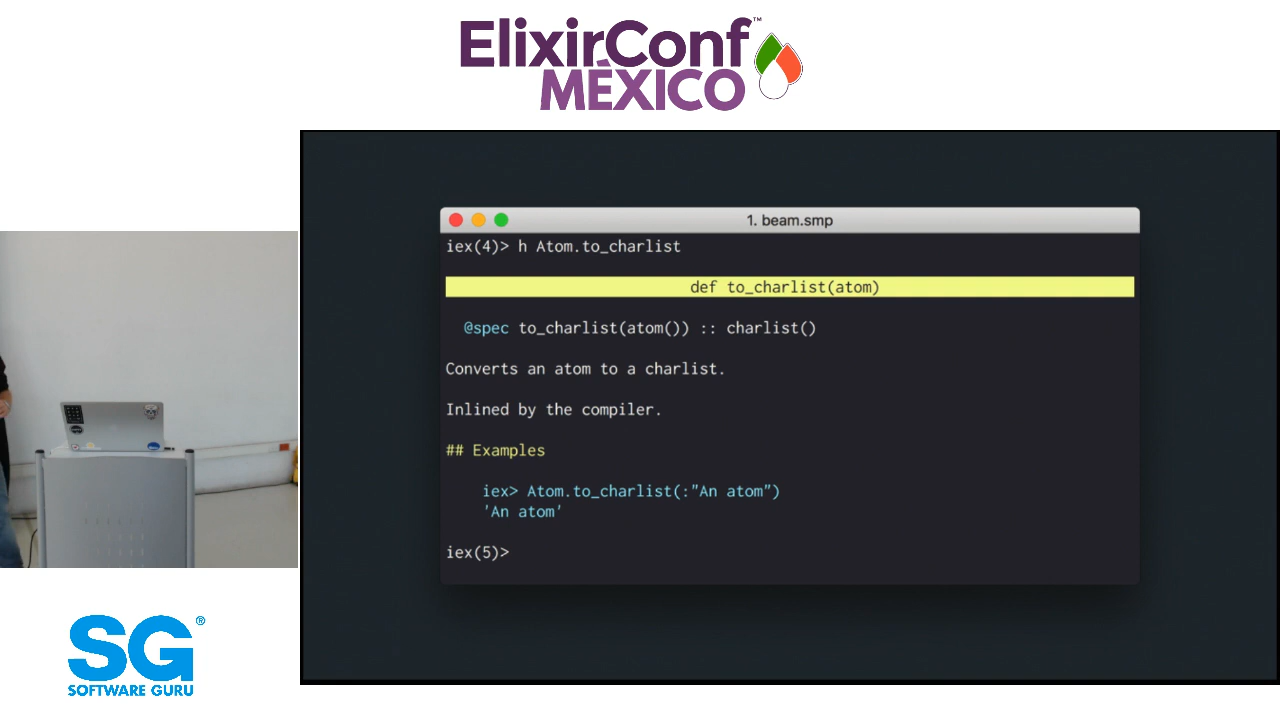 ElixirConf™
MÉXICO
1. beam.smp
iex(4)> h Atom.to_charlist
def to_charlist(atom)
@spec to_charlist(atom()) :: charlist()
Converts an atom to a charlist.
Inlined by the compiler.
## Examples
iex> Atom.to_charlist(:"An atom")
'An atom'
iex(5)>
SG®
SOFTWARE GURU